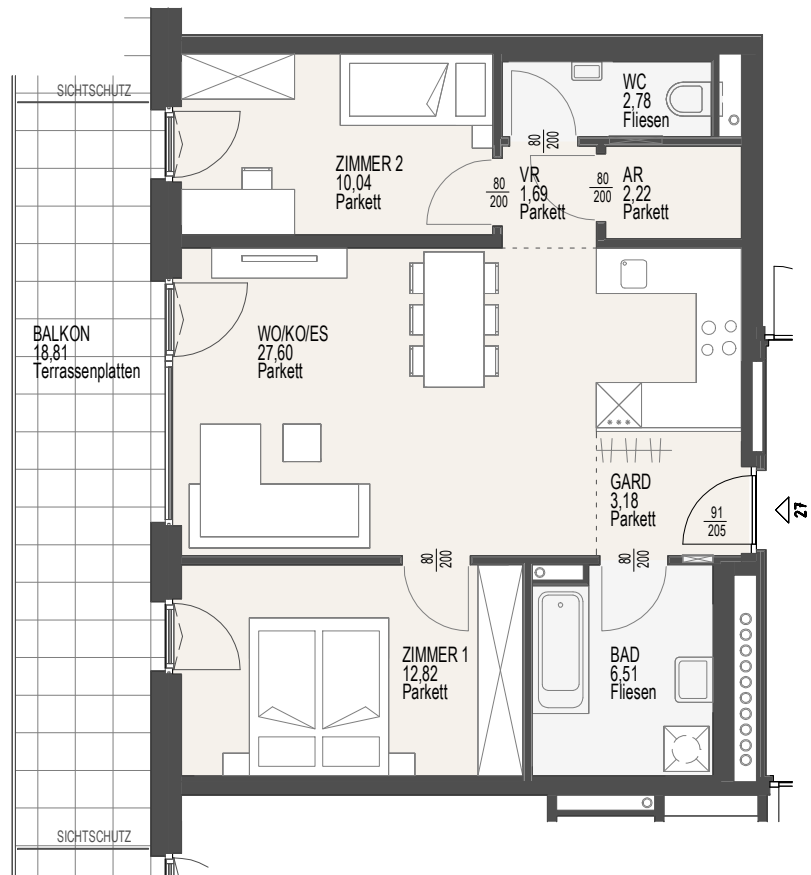 SICHTSCHUTZ
WC
2,78
Fliesen
80
200
ZIMMER 2
10,04
Parkett
80
200
VR
1,69
Parkett
80
200
AR
2,22
Parkett
BALKON
18,81
Terrassenplatten
WO/KO/ES
27,60
Parkett
GARD
3,18
Parkett
91
205
27
80
200
80
200
ZIMMER 1
12,82
Parkett
BAD
6,51
Fliesen
SICHTSCHUTZ